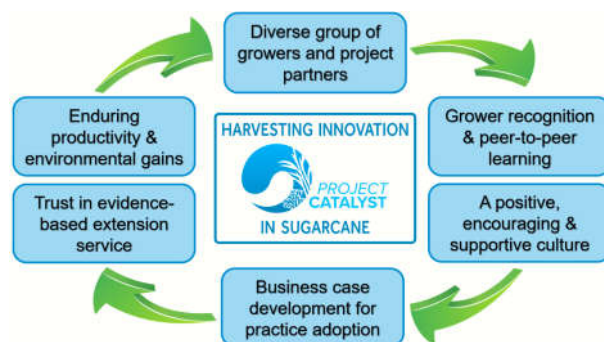 Diverse group of
growers and project
partners
Grower recognition
& peer-to-peer
learning
A positive,
encouraging &
supportive culture
Business case
development for
practice adoption
Trust in evidence-
based extension
service
Enduring
productivity &
environmental gains
HARVESTING INNOVATION
PROJECT
CATALYST
IN SUGARCANE